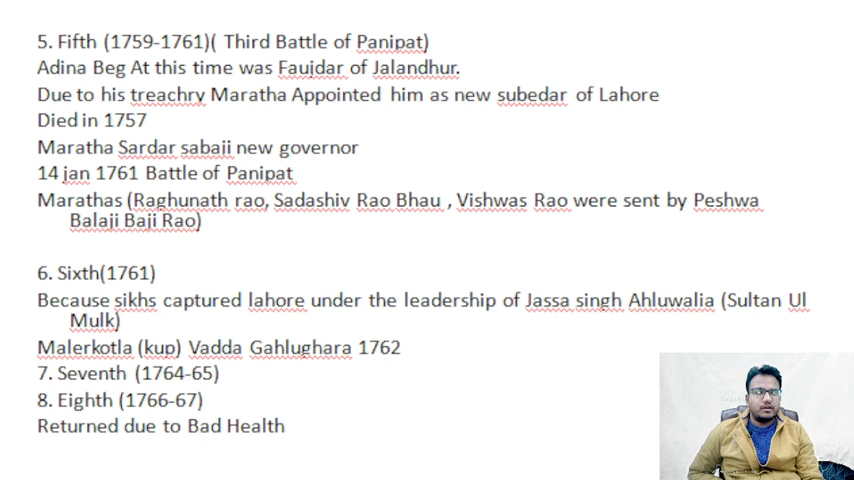 5. Fifth (1759-1761)( Third Battle of Panipat)
Adina Beg At this time was Faujdar of Jalandhur.
Due to his treachry Maratha Appointed him as new subedar of Lahore
Died in 1757
Maratha Sardar sabaji new governor
14 jan 1761 Battle of Panipat
Marathas (Raghunath rao, Sadashiv Rao Bhau , Vishwas Rao were sent by Peshwa
Balaji Baji Rao)
6. Sixth(1761)
Because sikhs captured lahore under the leadership of Jassa singh Ahluwalia (Sultan Ul
Mulk)
Malerkotla (kup) Vadda Gahlughara 1762
7. Seventh (1764-65)
8. Eighth (1766-67)
Returned due to Bad Health